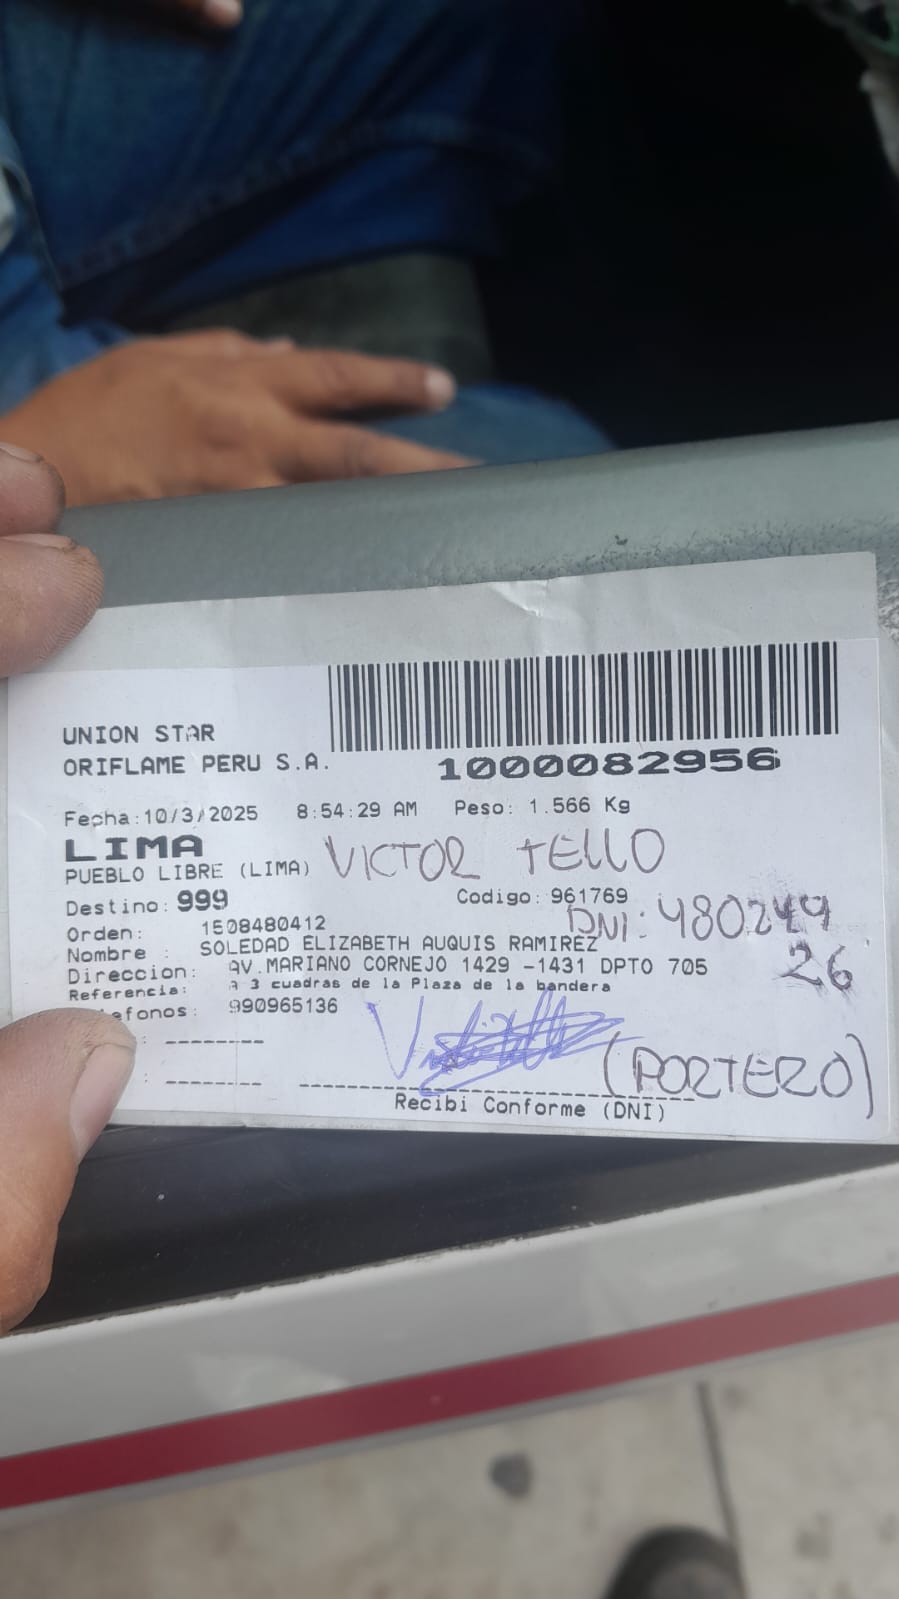 UNION STAR
ORIFLAME PERU S.A.
1000082956
Fecha:10/3/2025 8:54:29 AM Peso: 1.566 Kg
LIMA
VICTOR TELLO
PUEBLO LIBRE (LIMA)
Destino: 999 Codigo: 961769
DNI: 480249
26
Orden: 1508480412
Nombre : SOLEDAD ELIZABETH AUQUIS RAMIREZ
Direccion: AV.MARIANO CORNEJO 1429 -1431 DPTO 705
Referencia: A 3 cuadras de la Plaza de la bandera
efonos: 990965136
(PORTERO)
Recibi Conforme (DNI)